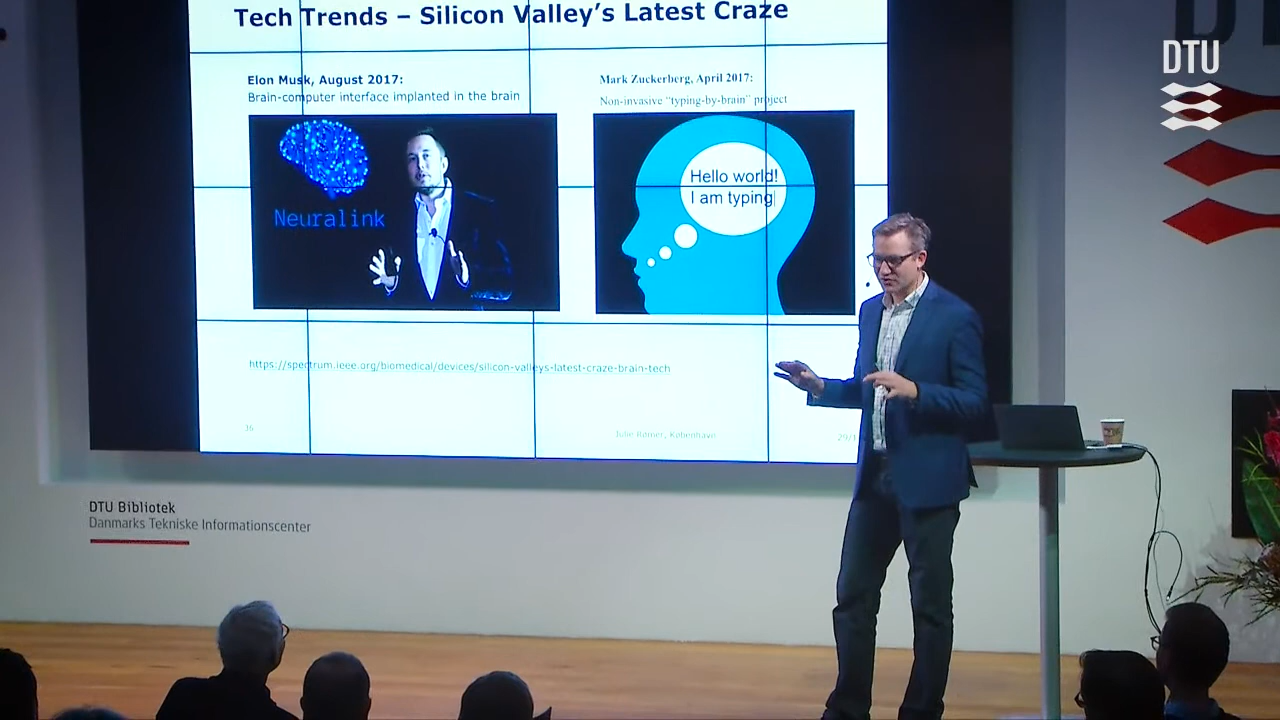 Tech Trends – Silicon Valley's Latest Craze
Elon Musk, August 2017:
Brain-computer interface implanted in the brain
Mark Zuckerberg, April 2017:
Non-invasive "typing-by-brain" project
Neuralink
Hello world!
I am typing
https://spectrum.ieee.org/biomedical/devices/silicon-valleys-latest-craze-brain-tech
36
København
DTU
DTU Bibliotek
Danmarks Tekniske Informationscenter